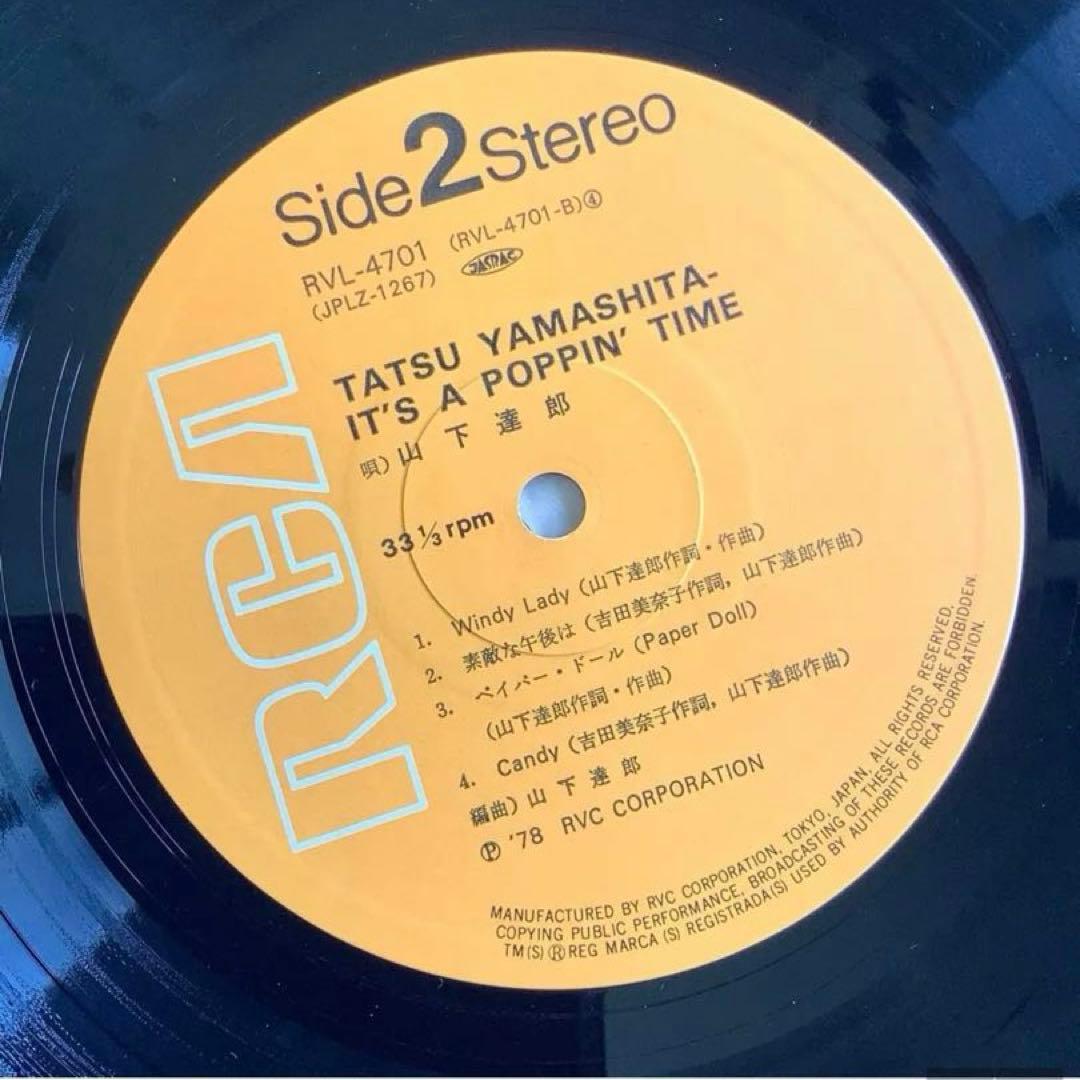 Side 2 Stereo
RVL-4701 (RVL-4701-B)④
(JPLZ-1267) JASRAC
TATSU YAMASHITA-
IT'S A POPPIN' TIME
唄)山下達郎
33 1/3 rpm
1. Windy Lady (山下達郎作詞・作曲)
2. 素敵な午後は (吉田美奈子作詞, 山下達郎作曲)
3. ペイパー・ドール (Paper Doll)
(山下達郎作詞・作曲)
4. Candy (吉田美奈子作詞, 山下達郎作曲)
編曲)山下達郎
Ⓟ '78 RVC CORPORATION
RCA
MANUFACTURED BY RVC CORPORATION, TOKYO, JAPAN. ALL RIGHTS RESERVED.
COPYING PUBLIC PERFORMANCE, BROADCASTING OF THESE RECORDS ARE FORBIDDEN.
TM(S) ® REG MARCA (S) REGISTRADA(S) USED BY AUTHORITY OF RCA CORPORATION.